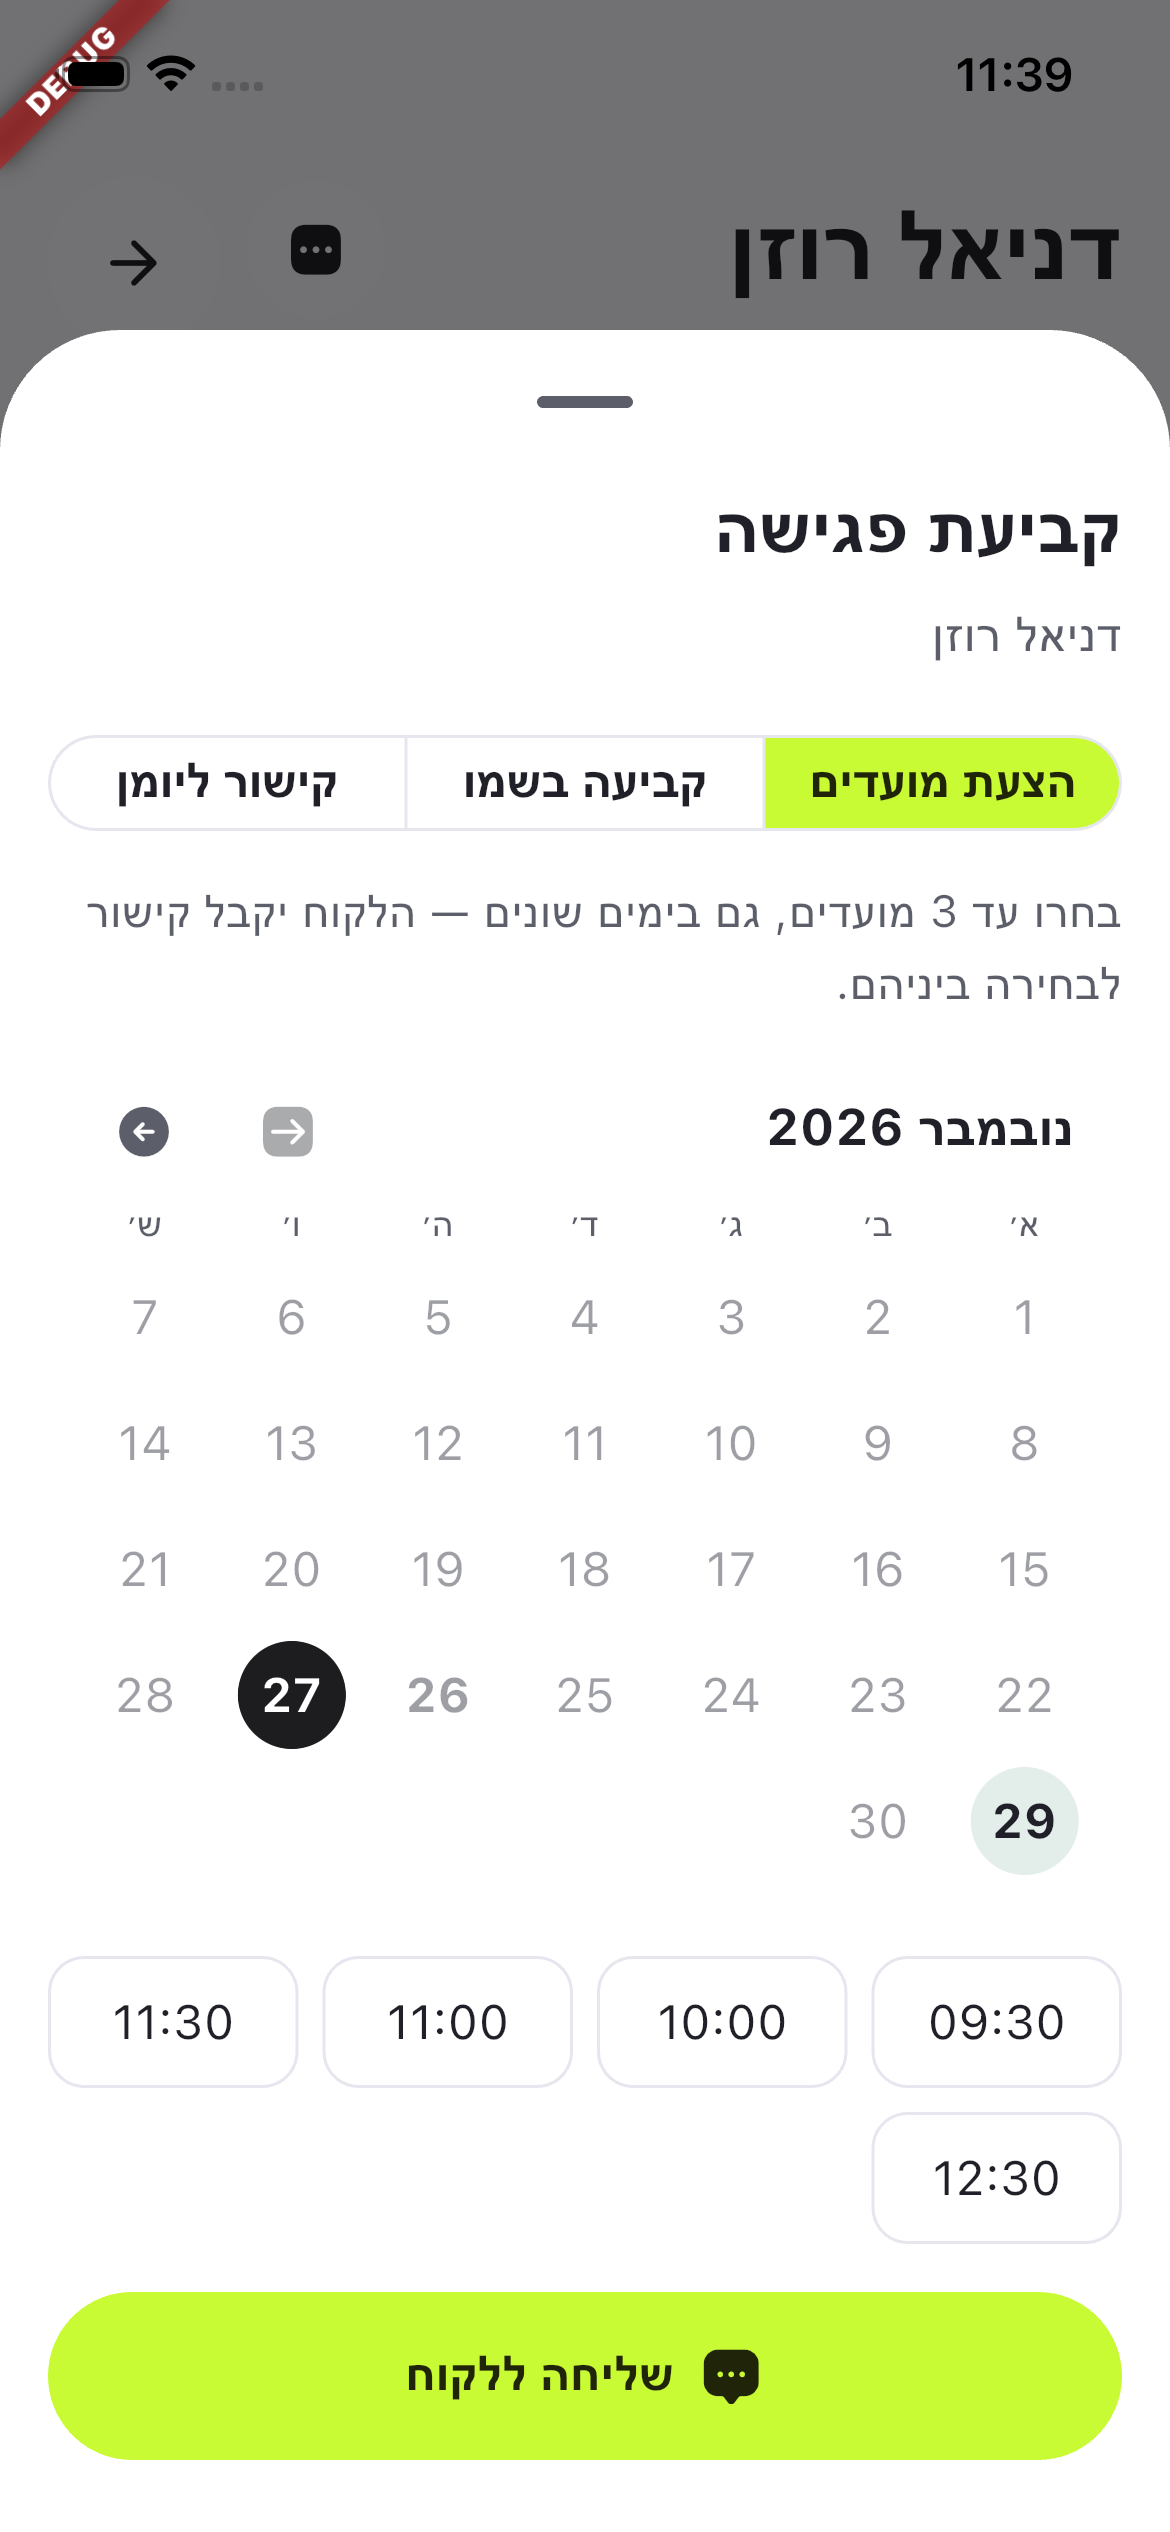 11:39
DEBUG
דניאל רוזן
קביעת פגישה
דניאל רוזן
הצעת מועדים
קביעה בשמו
קישור ליומן
בחרו עד 3 מועדים, גם בימים שונים — הלקוח יקבל קישור
לבחירה ביניהם.
נובמבר 2026
א׳ ב׳ ג׳ ד׳ ה׳ ו׳ ש׳
1 2 3 4 5 6 7
8 9 10 11 12 13 14
15 16 17 18 19 20 21
22 23 24 25 26 27 28
29 30
09:30 10:00 11:00 11:30
12:30
שליחה ללקוח